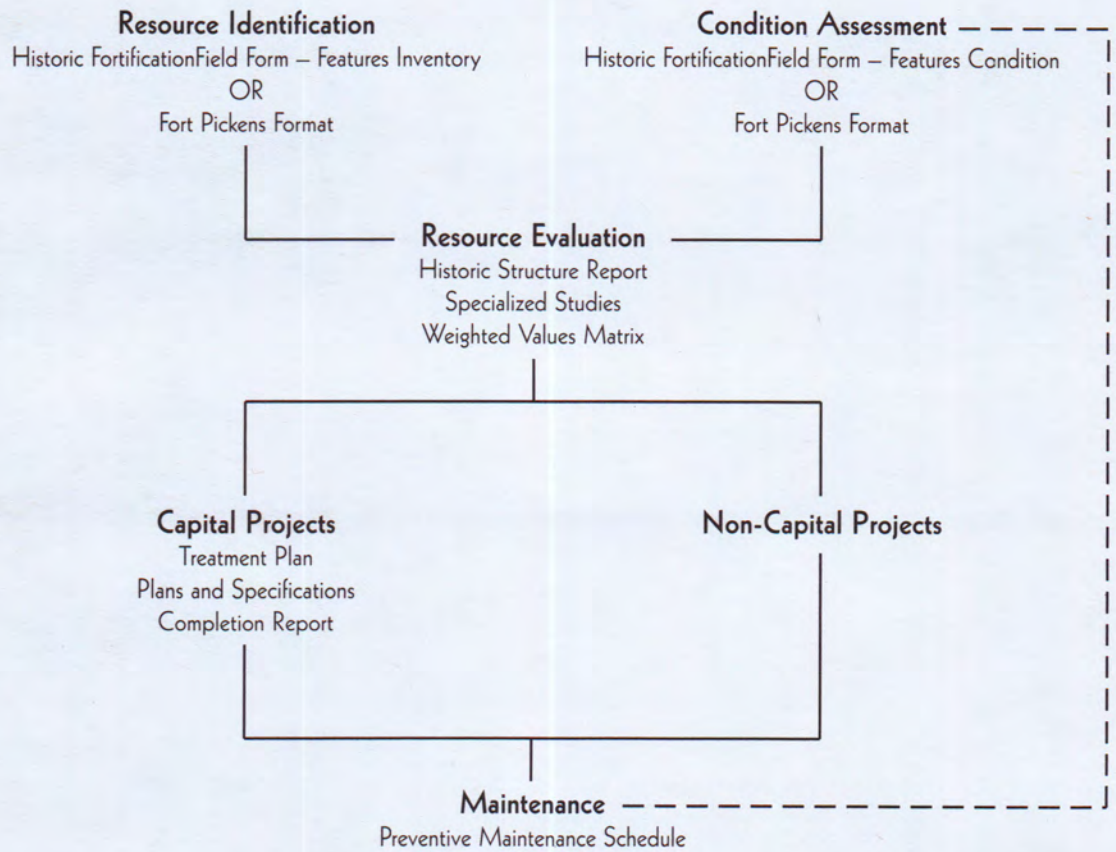 Resource Identification
Historic FortificationField Form – Features Inventory
OR
Fort Pickens Format
Condition Assessment
Historic FortificationField Form – Features Condition
OR
Fort Pickens Format
Resource Evaluation
Historic Structure Report
Specialized Studies
Weighted Values Matrix
Capital Projects
Treatment Plan
Plans and Specifications
Completion Report
Non-Capital Projects
Maintenance
Preventive Maintenance Schedule